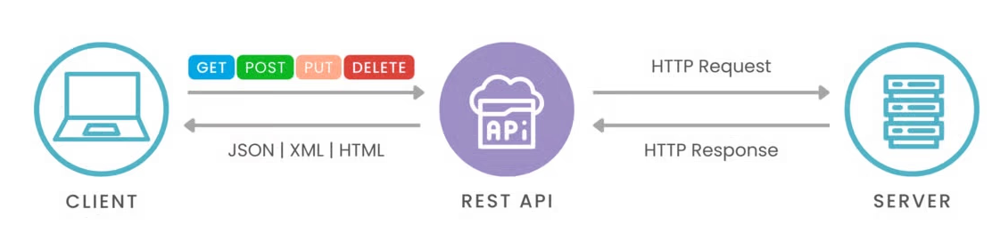 GET POST PUT DELETE
HTTP Request
APi
JSON | XML | HTML
HTTP Response
CLIENT
REST API
SERVER